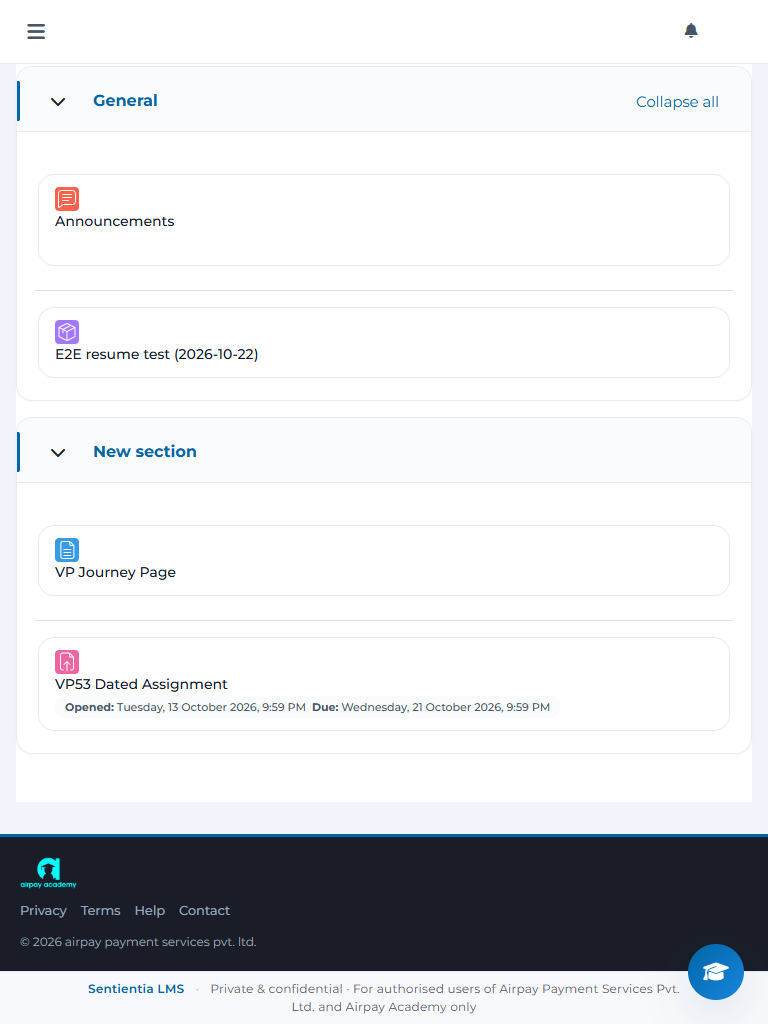 General
Collapse all
Announcements
E2E resume test (2026-10-22)
New section
VP Journey Page
VP53 Dated Assignment
Opened: Tuesday, 13 October 2026, 9:59 PM Due: Wednesday, 21 October 2026, 9:59 PM
airpay academy
Privacy Terms Help Contact
© 2026 airpay payment services pvt. ltd.
Sentientia LMS · Private & confidential · For authorised users of Airpay Payment Services Pvt.
Ltd. and Airpay Academy only